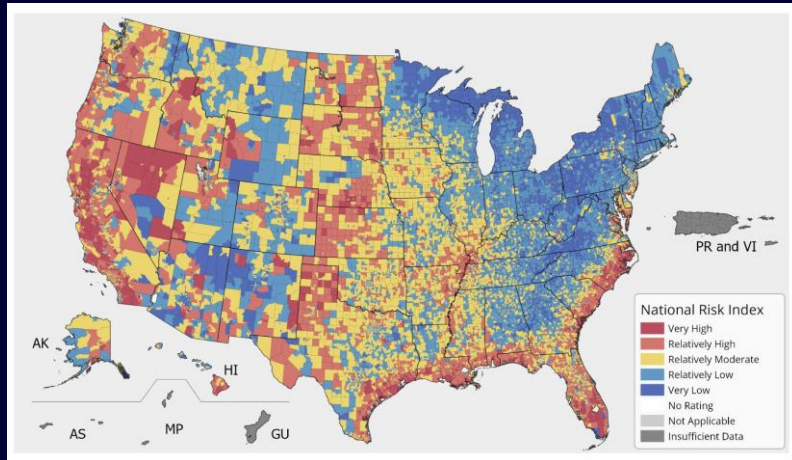 PR and VI
AK
HI
AS
MP
GU
National Risk Index
Very High
Relatively High
Relatively Moderate
Relatively Low
Very Low
No Rating
Not Applicable
Insufficient Data